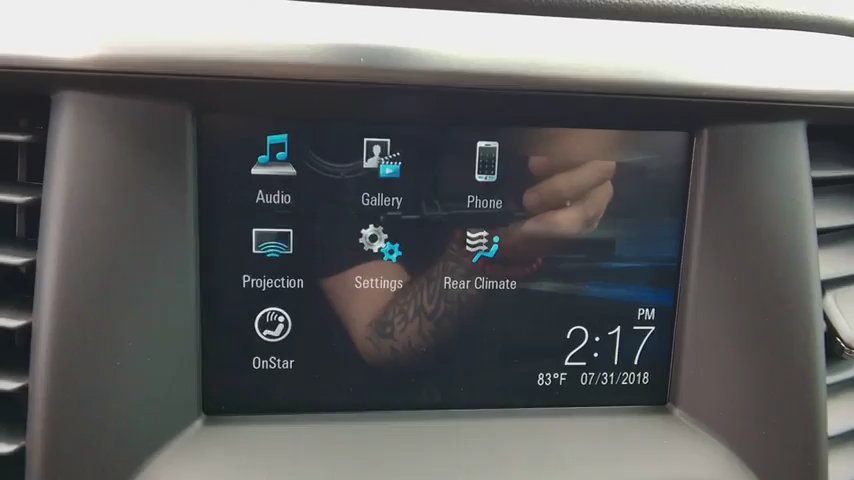 Audio
Gallery
Phone
Projection
Settings
Rear Climate
OnStar
PM
2:17
83°F 07/31/2018